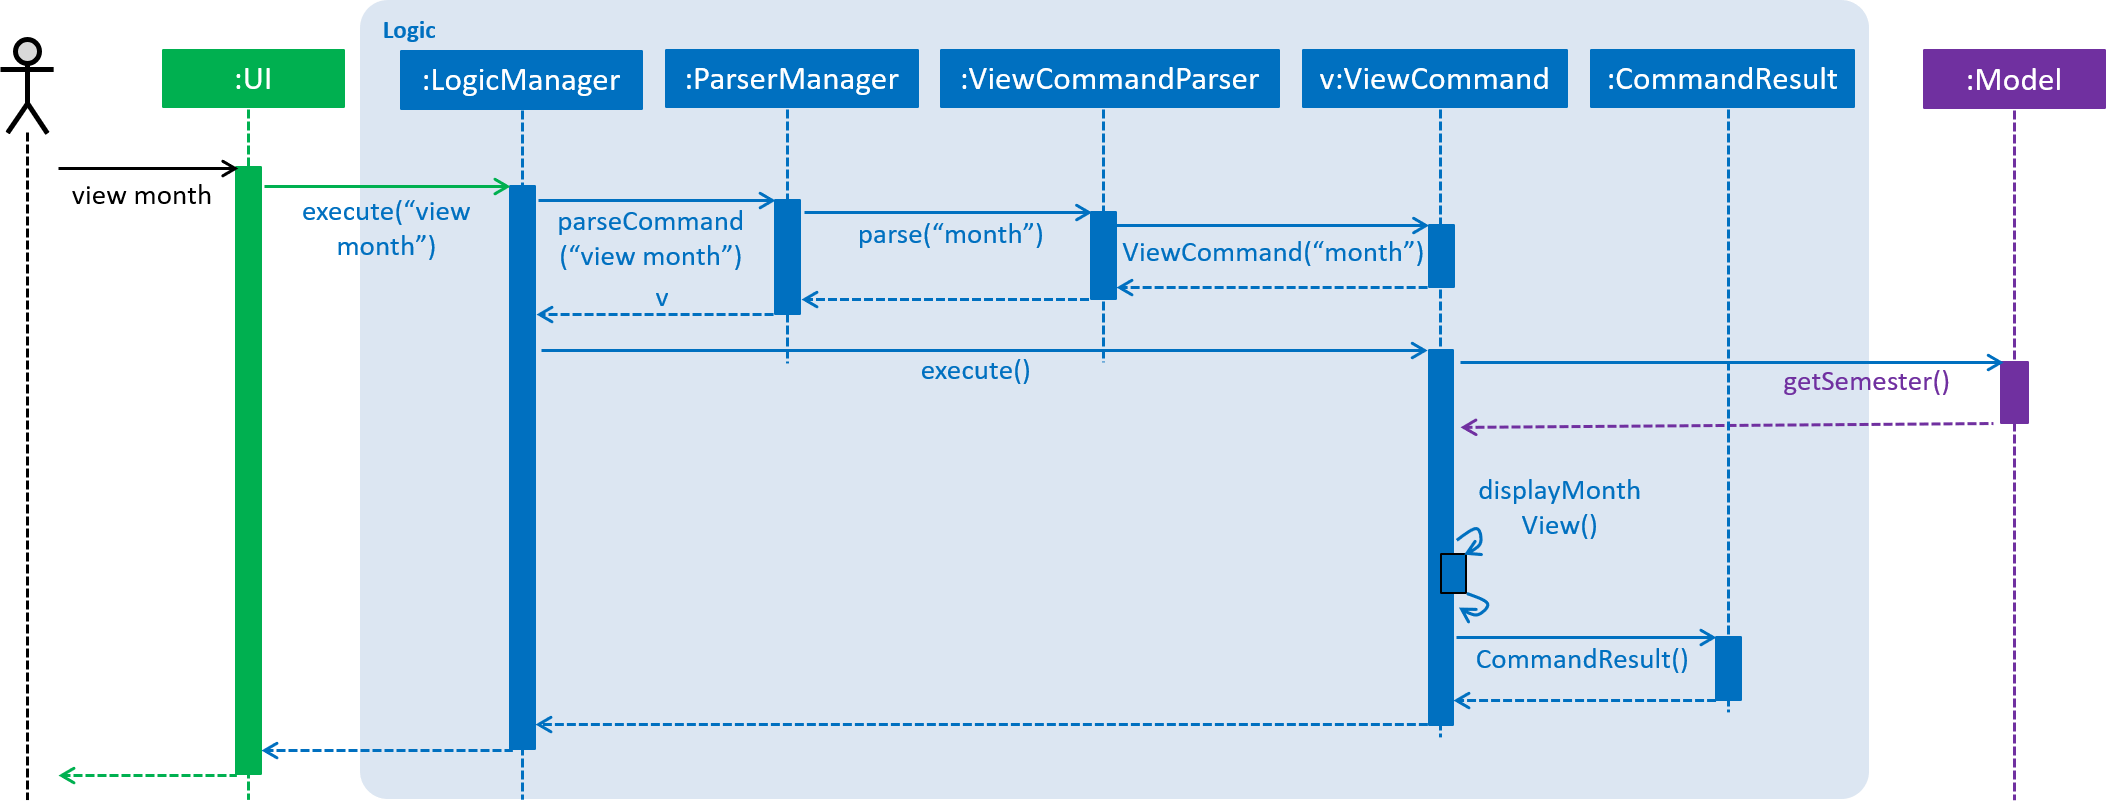 Logic
:UI
:LogicManager
:ParserManager
:ViewCommandParser
v:ViewCommand
:CommandResult
:Model
view month
execute(“view
month”)
parseCommand
(“view month”)
parse(“month”)
ViewCommand(“month”)
v
execute()
getSemester()
displayMonth
View()
CommandResult()